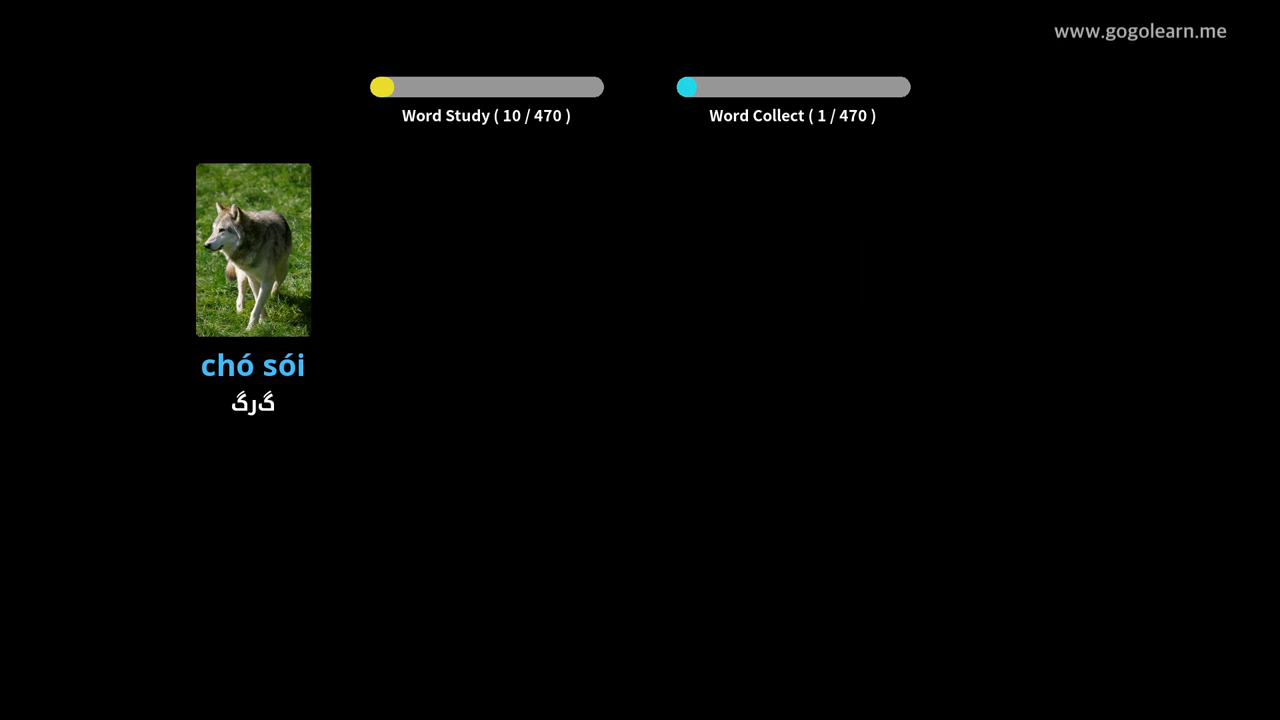 www.gogolearn.me
Word Study ( 10 / 470 )
Word Collect ( 1 / 470 )
chó sói
گرگ